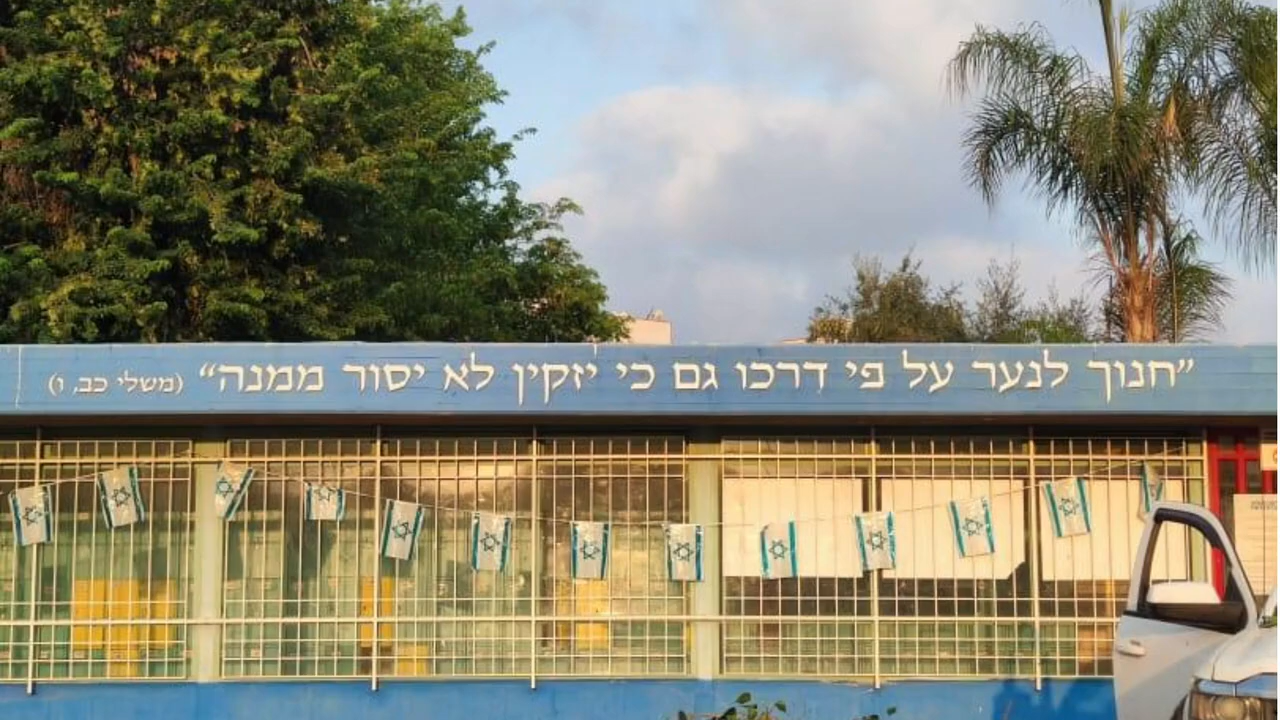 ”חנוך לנער על פי דרכו גם כי יזקין לא יסור ממנה“ (משלי כב, ו)